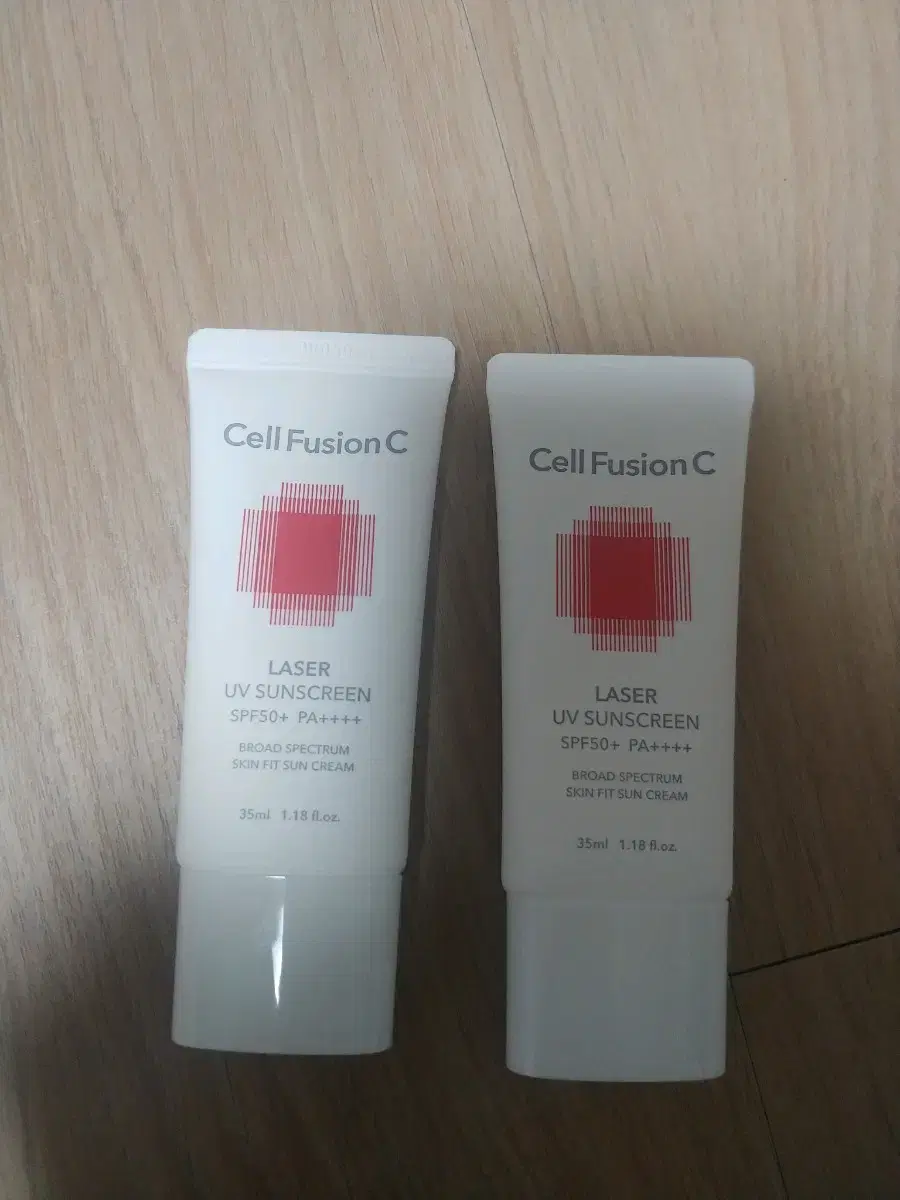 Cell Fusion C
LASER
UV SUNSCREEN
SPF50+ PA++++
BROAD SPECTRUM
SKIN FIT SUN CREAM
35ml 1.18 fl.oz.
Cell Fusion C
LASER
UV SUNSCREEN
SPF50+ PA++++
BROAD SPECTRUM
SKIN FIT SUN CREAM
35ml 1.18 fl.oz.